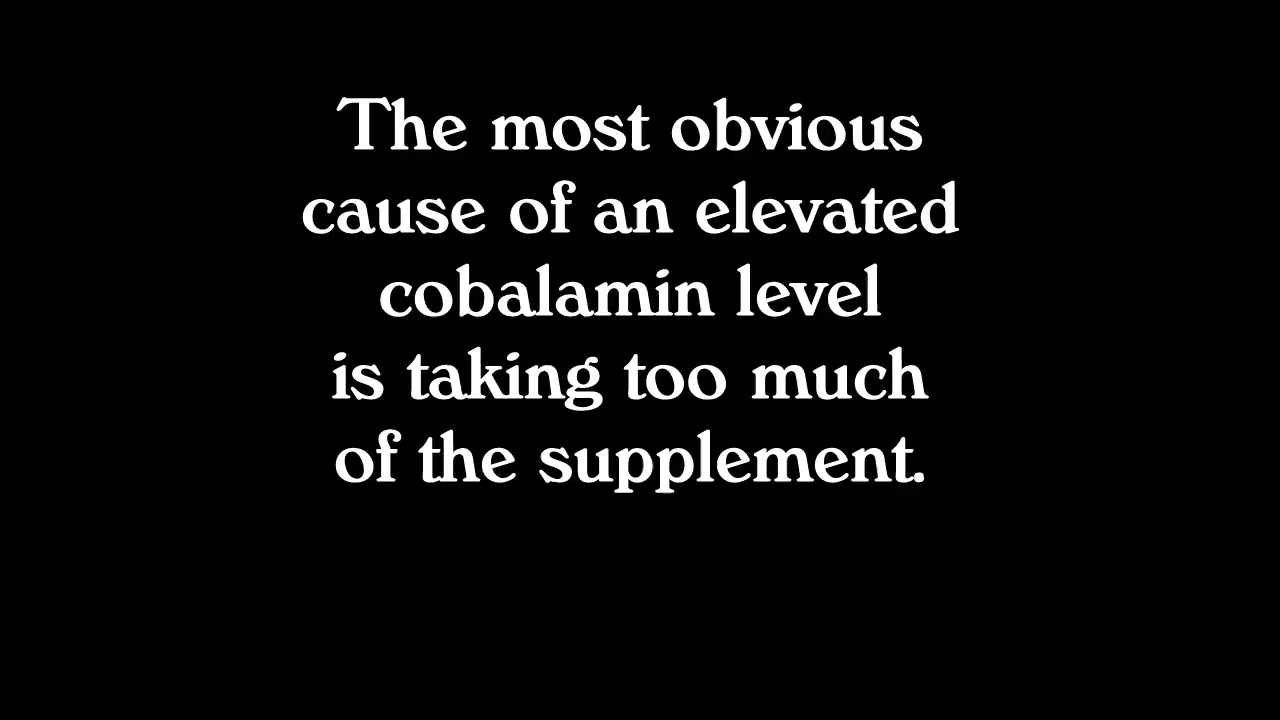 The most obvious
cause of an elevated
cobalamin level
is taking too much
of the supplement.